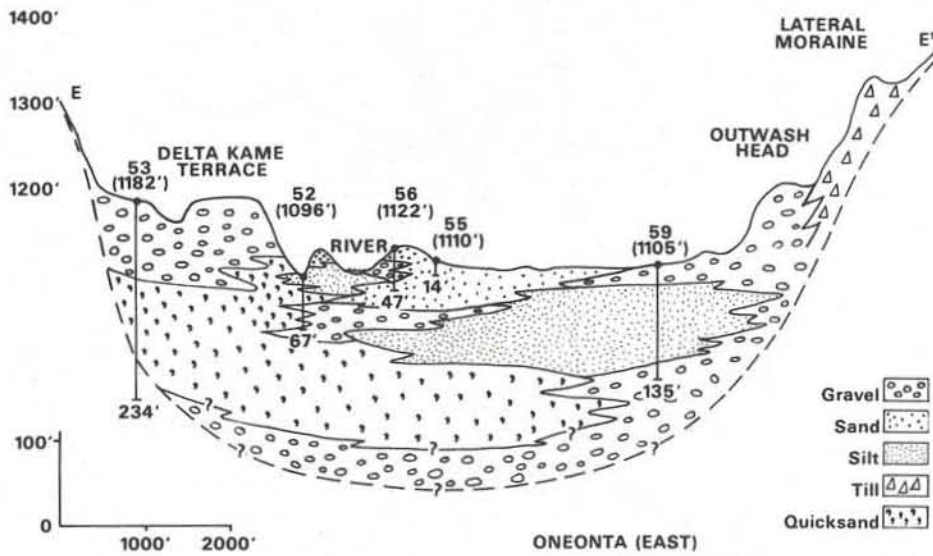 1400'
LATERAL
MORAINE
E'
1300'
E
DELTA KAME
TERRACE
OUTWASH
HEAD
1200'
53
(1182')
52
(1096')
56
(1122')
55
(1110')
59
(1105')
RIVER
47'
14
67'
234'
135'
100'
0
1000'
2000'
?
?
?
?
?
?
Gravel
Sand
Silt
Till
Quicksand
ONEONTA (EAST)